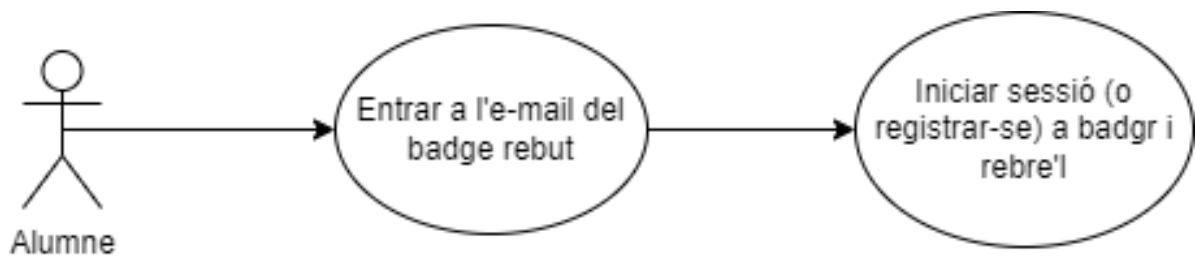 Entrar a l'e-mail del
badge rebut
Iniciar sessió (o
registrar-se) a badgr i
rebre'l
Alumne